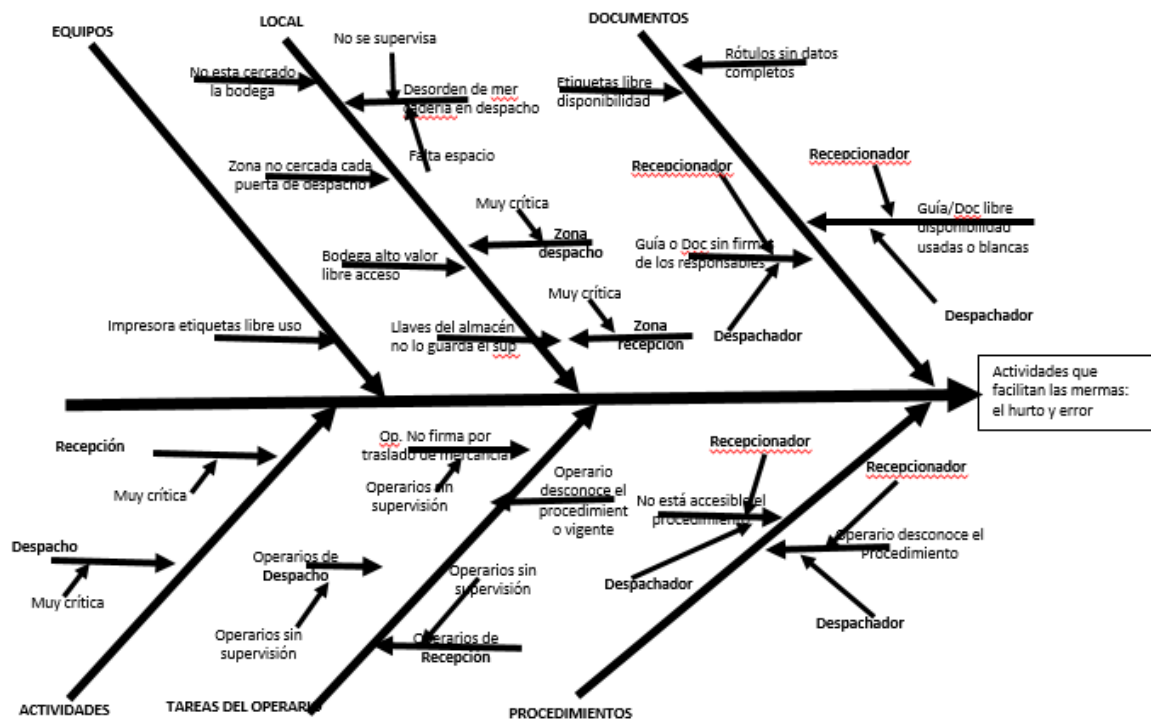 EQUIPOS
LOCAL
DOCUMENTOS
No se supervisa
No esta cercado
la bodega
Desorden de mer
cadería en despacho
Falta espacio
Zona no cercada cada
puerta de despacho
Muy crítica
Zona
despacho
Bodega alto valor
libre acceso
Muy crítica
Zona
recepción
Impresora etiquetas libre uso
Llaves del almacén
no lo guarda el sup
Rótulos sin datos
completos
Etiquetas libre
disponibilidad
Recepcionador
Guía o Doc sin firmas
de los responsables
Despachador
Recepcionador
Guía/Doc libre
disponibilidad
usadas o blancas
Despachador
Actividades que
facilitan las mermas:
el hurto y error
Recepción
Muy crítica
Despacho
Muy crítica
Op. No firma por
traslado de mercancía
Operarios sin
supervisión
Operario
desconoce el
procedimient
o vigente
Operarios de
Despacho
Operarios sin
supervisión
Operarios sin
supervisión
Operarios de
Recepción
Recepcionador
No está accesible el
procedimiento
Despachador
Recepcionador
Operario desconoce el
Procedimiento
Despachador
ACTIVIDADES
TAREAS DEL OPERARIO
PROCEDIMIENTOS